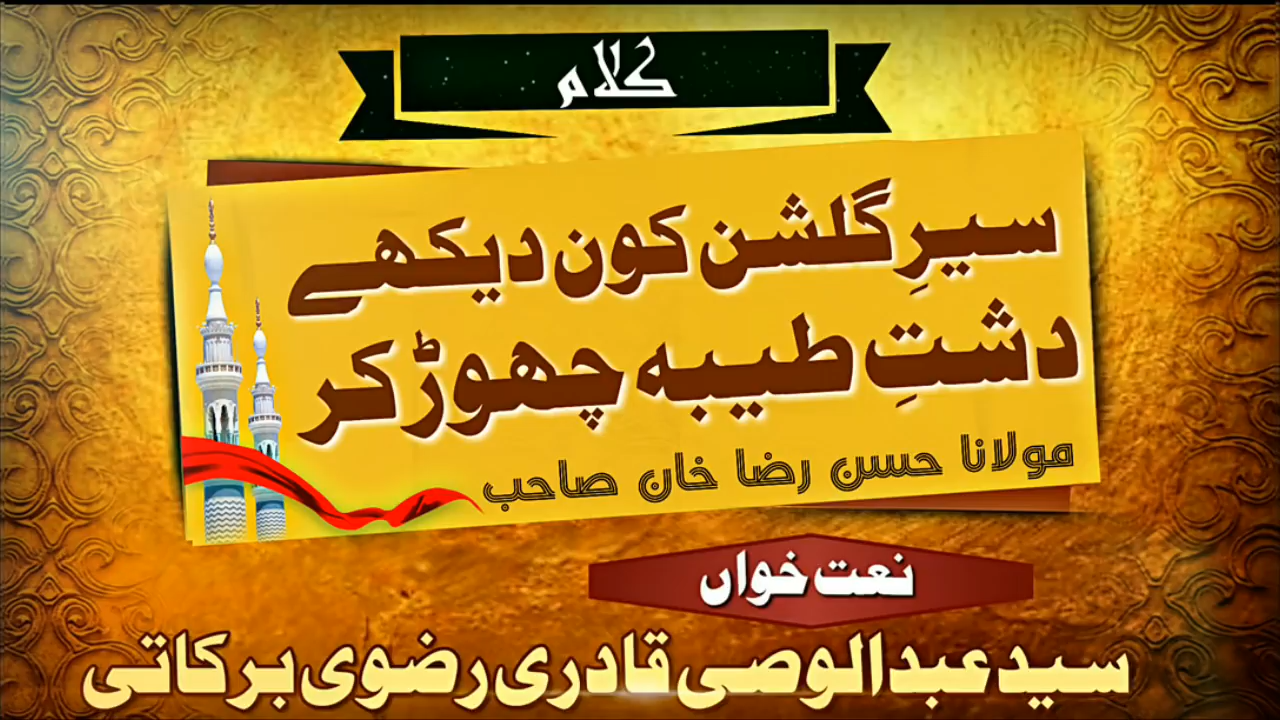 کلام
سیرِ گلشن کون دیکھے
دشتِ طیبہ چھوڑ کر
مولانا حسن رضا خان صاحب
نعت خواں
سید عبدالوصی قادری رضوی برکاتی